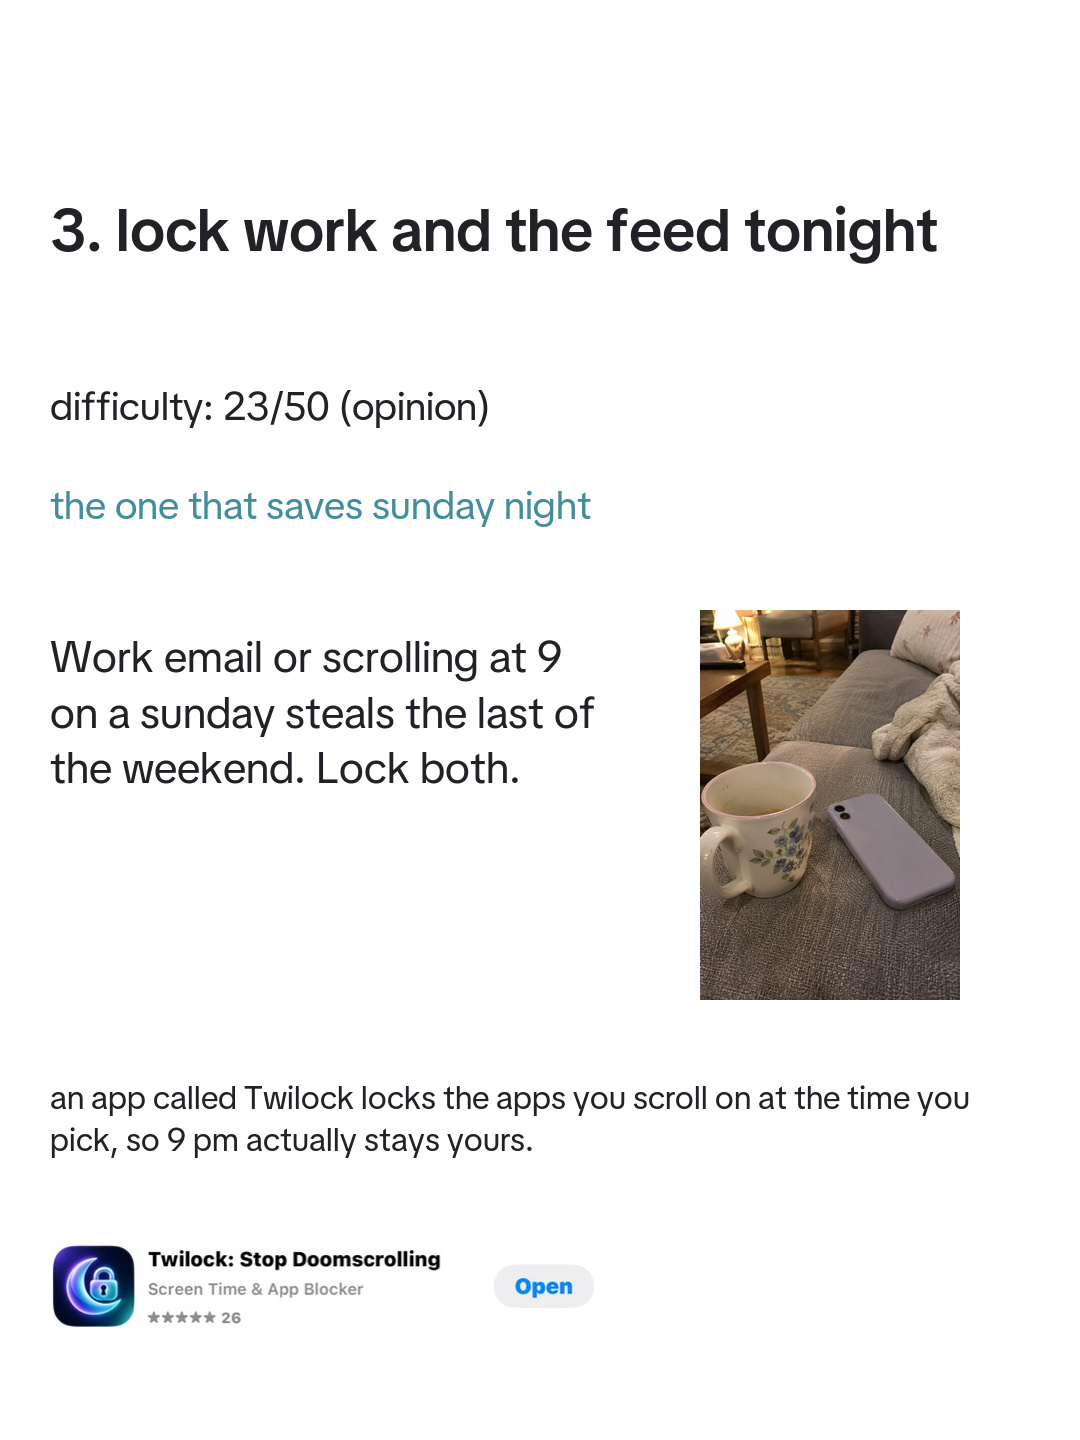 3. lock work and the feed tonight
difficulty: 23/50 (opinion)
the one that saves sunday night
Work email or scrolling at 9
on a sunday steals the last of
the weekend. Lock both.
an app called Twilock locks the apps you scroll on at the time you
pick, so 9 pm actually stays yours.
Twilock: Stop Doomscrolling
Screen Time & App Blocker
★★★★★ 26
Open